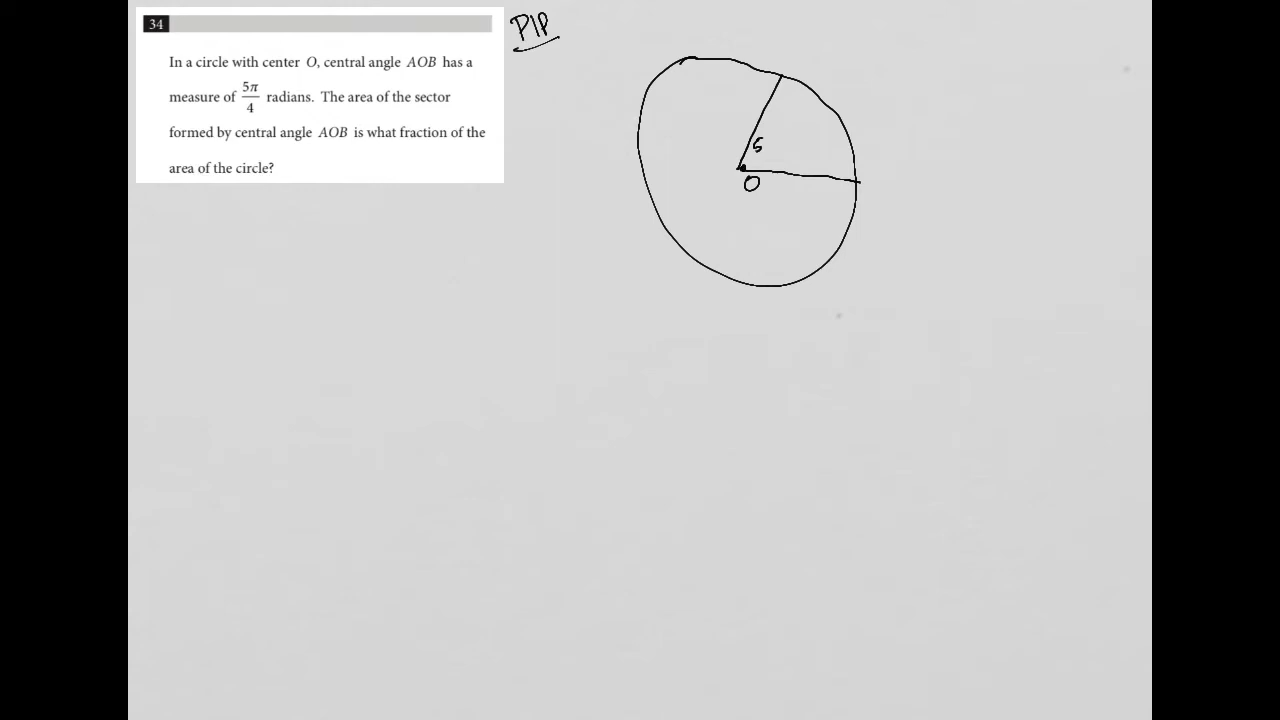 34
In a circle with center O, central angle AOB has a
measure of 5π/4 radians. The area of the sector
formed by central angle AOB is what fraction of the
area of the circle?
PIP
5
O